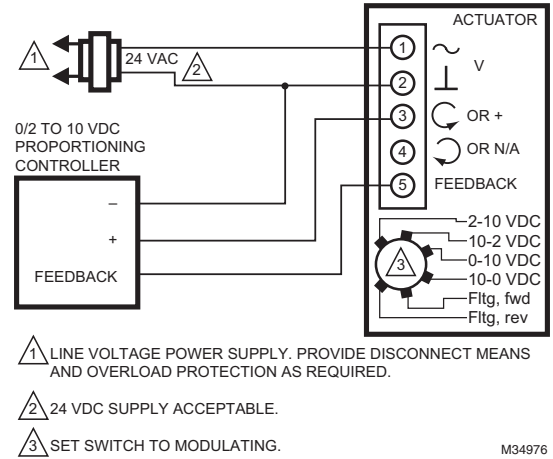 ACTUATOR
1
24 VAC
2
1
2
3
4
5
V
OR +
OR N/A
FEEDBACK
0/2 TO 10 VDC
PROPORTIONING
CONTROLLER
–
+
FEEDBACK
3
2-10 VDC
10-2 VDC
0-10 VDC
10-0 VDC
Fltg, fwd
Fltg, rev
1 LINE VOLTAGE POWER SUPPLY. PROVIDE DISCONNECT MEANS
AND OVERLOAD PROTECTION AS REQUIRED.
2 24 VDC SUPPLY ACCEPTABLE.
3 SET SWITCH TO MODULATING.
M34976